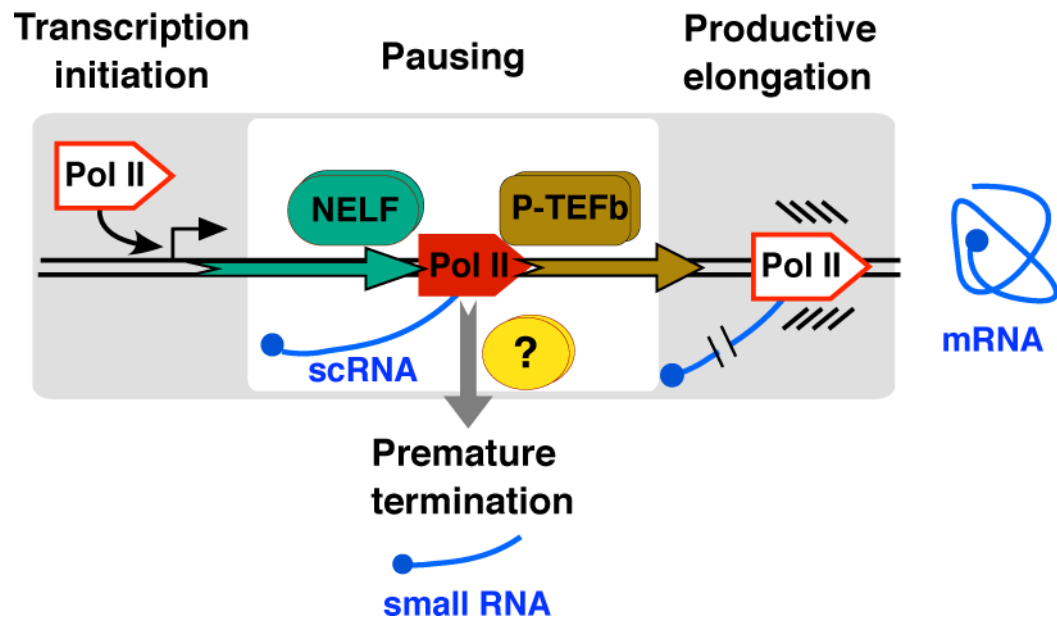 Transcription
initiation
Pausing
Productive
elongation
Pol II
NELF
P-TEFb
Pol II
Pol II
scRNA
?
mRNA
Premature
termination
small RNA